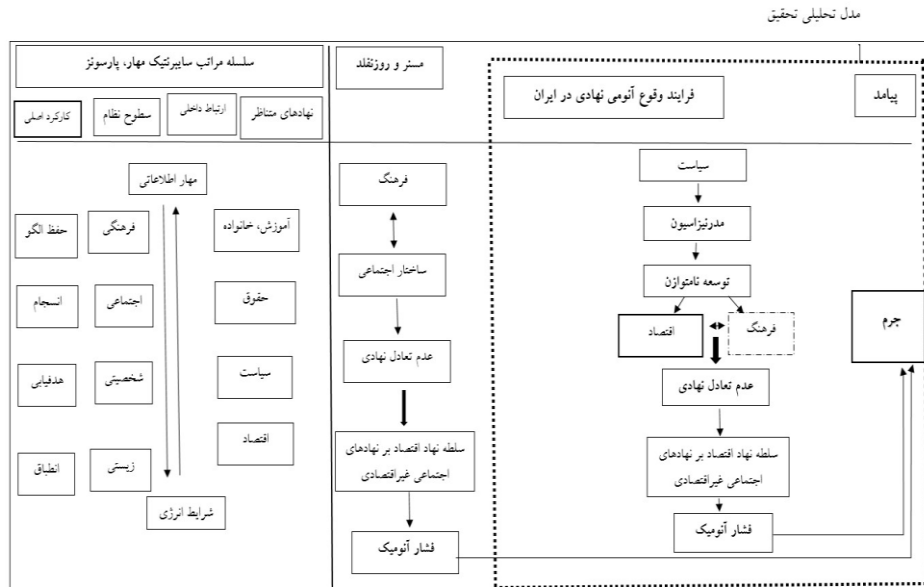 مدل تحلیلی تحقیق
پیامد
فرایند وقوع آنومی نهادی در ایران
مسنر و روزنفلد
سلسله مراتب سایبرنتیک مهار، پارسونز
نهادهای متناظر
ارتباط داخلی
سطوح نظام
کارکرد اصلی
سیاست
مدرنیزاسیون
توسعه نامتوازن
فرهنگ
اقتصاد
عدم تعادل نهادی
سلطه نهاد اقتصاد بر نهادهای
اجتماعی غیراقتصادی
فشار آنومیک
جرم
فرهنگ
ساختار اجتماعی
عدم تعادل نهادی
سلطه نهاد اقتصاد بر نهادهای
اجتماعی غیراقتصادی
فشار آنومیک
مهار اطلاعاتی
آموزش، خانواده
فرهنگی
حفظ الگو
حقوق
اجتماعی
انسجام
سیاست
شخصیتی
هدفیابی
اقتصاد
زیستی
انطباق
شرایط انرژی